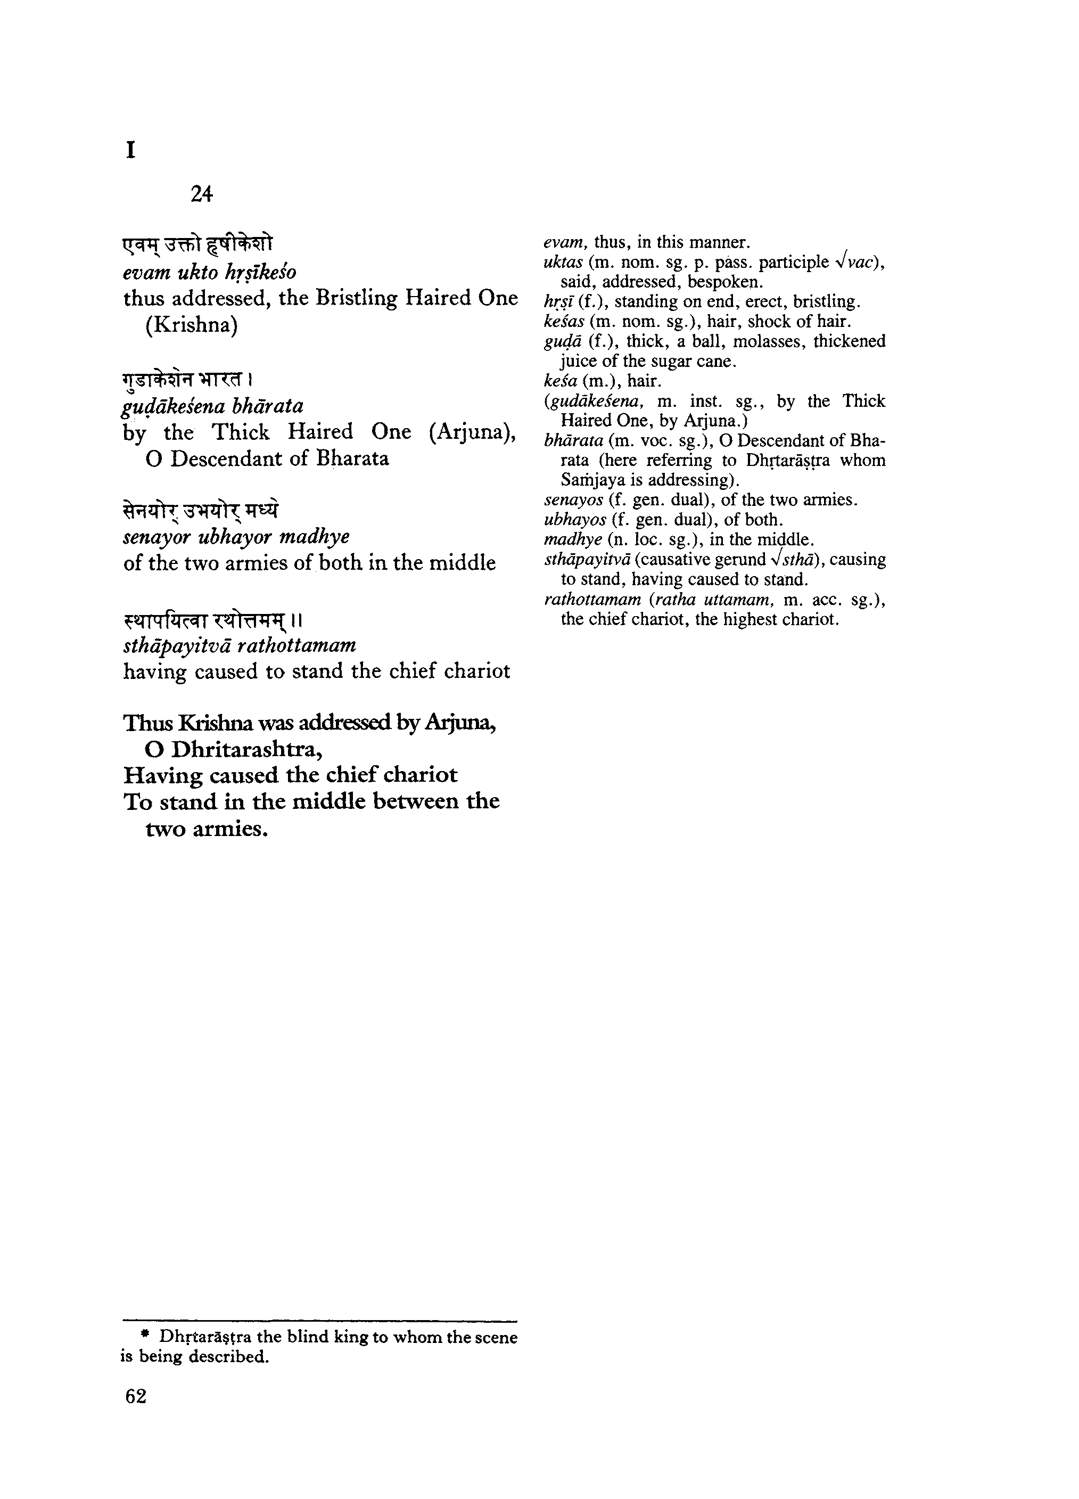 I
24
एवम् उक्तो हृषीकेशो
evam ukto hṛṣīkeśo
thus addressed, the Bristling Haired One
(Krishna)
गुडाकेशेन भारत ।
guḍākeśena bhārata
by the Thick Haired One (Arjuna),
O Descendant of Bharata
सेनयोर् उभयोर् मध्ये
senayor ubhayor madhye
of the two armies of both in the middle
स्थापयित्वा रथोत्तमम् ।।
sthāpayitvā rathottamam
having caused to stand the chief chariot
Thus Krishna was addressed by Arjuna,
O Dhritarashtra,
Having caused the chief chariot
To stand in the middle between the
two armies.
evam, thus, in this manner.
uktas (m. nom. sg. p. pass. participle √vac),
said, addressed, bespoken.
hṛṣī (f.), standing on end, erect, bristling.
keśas (m. nom. sg.), hair, shock of hair.
guḍā (f.), thick, a ball, molasses, thickened
juice of the sugar cane.
keśa (m.), hair.
(gudākeśena, m. inst. sg., by the Thick
Haired One, by Arjuna.)
bhārata (m. voc. sg.), O Descendant of Bha-
rata (here referring to Dhṛtarāṣṭra whom
Saṁjaya is addressing).
senayos (f. gen. dual), of the two armies.
ubhayos (f. gen. dual), of both.
madhye (n. loc. sg.), in the middle.
sthāpayitvā (causative gerund √sthā), causing
to stand, having caused to stand.
rathottamam (ratha uttamam, m. acc. sg.),
the chief chariot, the highest chariot.
* Dhṛtarāṣṭra the blind king to whom the scene
is being described.
62